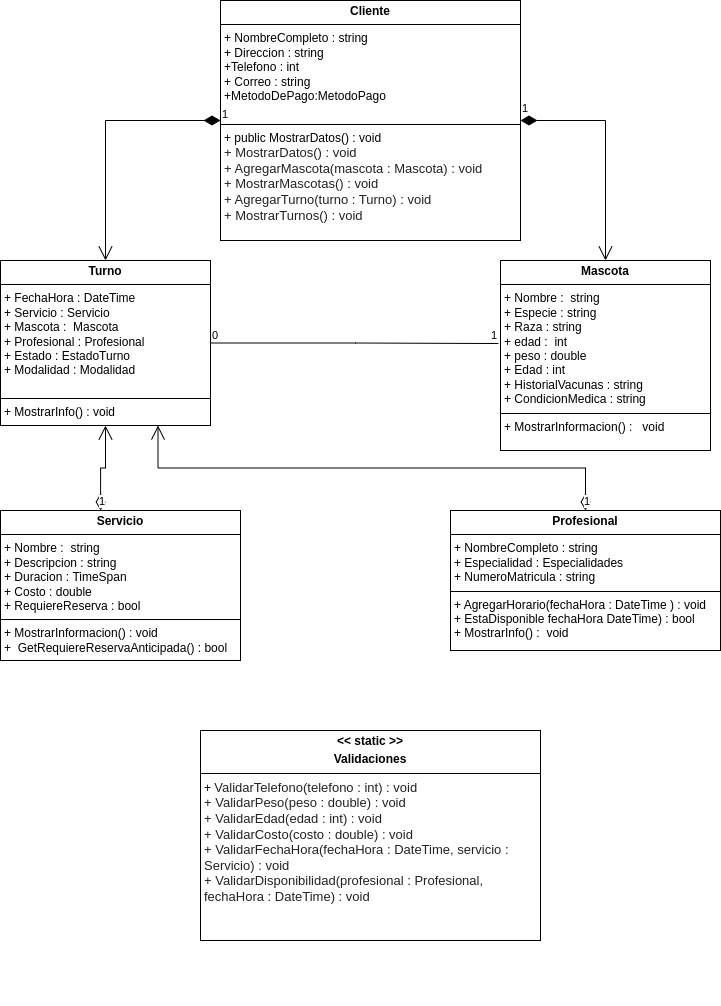 Cliente
+ NombreCompleto : string
+ Direccion : string
+Telefono : int
+ Correo : string
+MetodoDePago:MetodoPago
1
1
+ public MostrarDatos() : void
+ MostrarDatos() : void
+ AgregarMascota(mascota : Mascota) : void
+ MostrarMascotas() : void
+ AgregarTurno(turno : Turno) : void
+ MostrarTurnos() : void
Turno
+ FechaHora : DateTime
+ Servicio : Servicio
+ Mascota :  Mascota
+ Profesional : Profesional
+ Estado : EstadoTurno
+ Modalidad : Modalidad
+ MostrarInfo() : void
0
1
Mascota
+ Nombre :  string
+ Especie : string
+ Raza : string
+ edad :  int
+ peso : double
+ Edad : int
+ HistorialVacunas : string
+ CondicionMedica : string
+ MostrarInformacion() :   void
1
1
Servicio
+ Nombre :  string
+ Descripcion : string
+ Duracion : TimeSpan
+ Costo : double
+ RequiereReserva : bool
+ MostrarInformacion() : void
+  GetRequiereReservaAnticipada() : bool
Profesional
+ NombreCompleto : string
+ Especialidad : Especialidades
+ NumeroMatricula : string
+ AgregarHorario(fechaHora : DateTime ) : void
+ EstaDisponible fechaHora DateTime) : bool
+ MostrarInfo() :  void
<< static >>
Validaciones
+ ValidarTelefono(telefono : int) : void
+ ValidarPeso(peso : double) : void
+ ValidarEdad(edad : int) : void
+ ValidarCosto(costo : double) : void
+ ValidarFechaHora(fechaHora : DateTime, servicio :
Servicio) : void
+ ValidarDisponibilidad(profesional : Profesional,
fechaHora : DateTime) : void